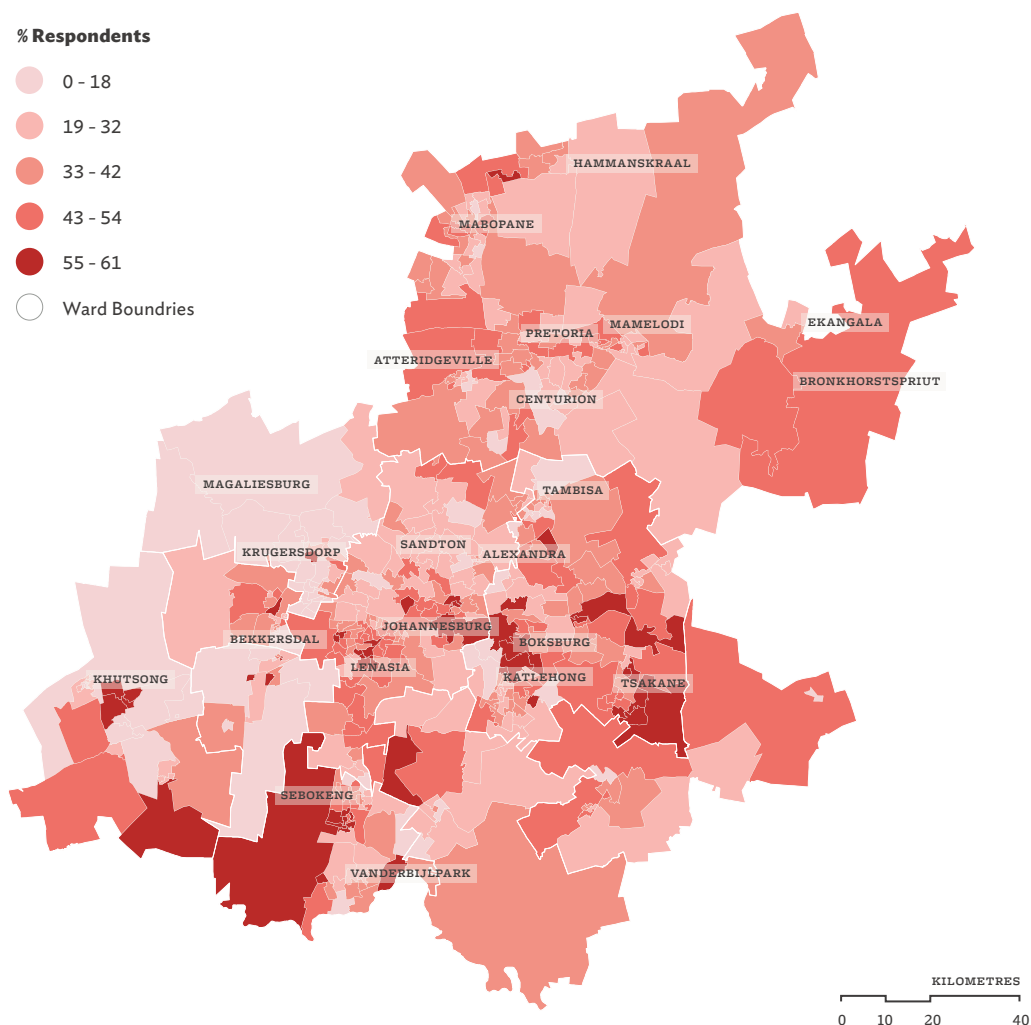 % Respondents
0 - 18
19 - 32
33 - 42
43 - 54
55 - 61
Ward Boundries
HAMMANSKRAAL
MABOPANE
EKANGALA
MAMELODI
PRETORIA
ATTERIDGEVILLE
BRONKHORSTSPRIUT
CENTURION
MAGALIESBURG
TAMBISA
SANDTON
KRUGERSDORP
ALEXANDRA
JOHANNESBURG
BEKKERSDAL
BOKSBURG
LENASIA
KHUTSONG
KATLEHONG
TSAKANE
SEBOKENG
VANDERBIJLPARK
KILOMETRES
0 10 20 40